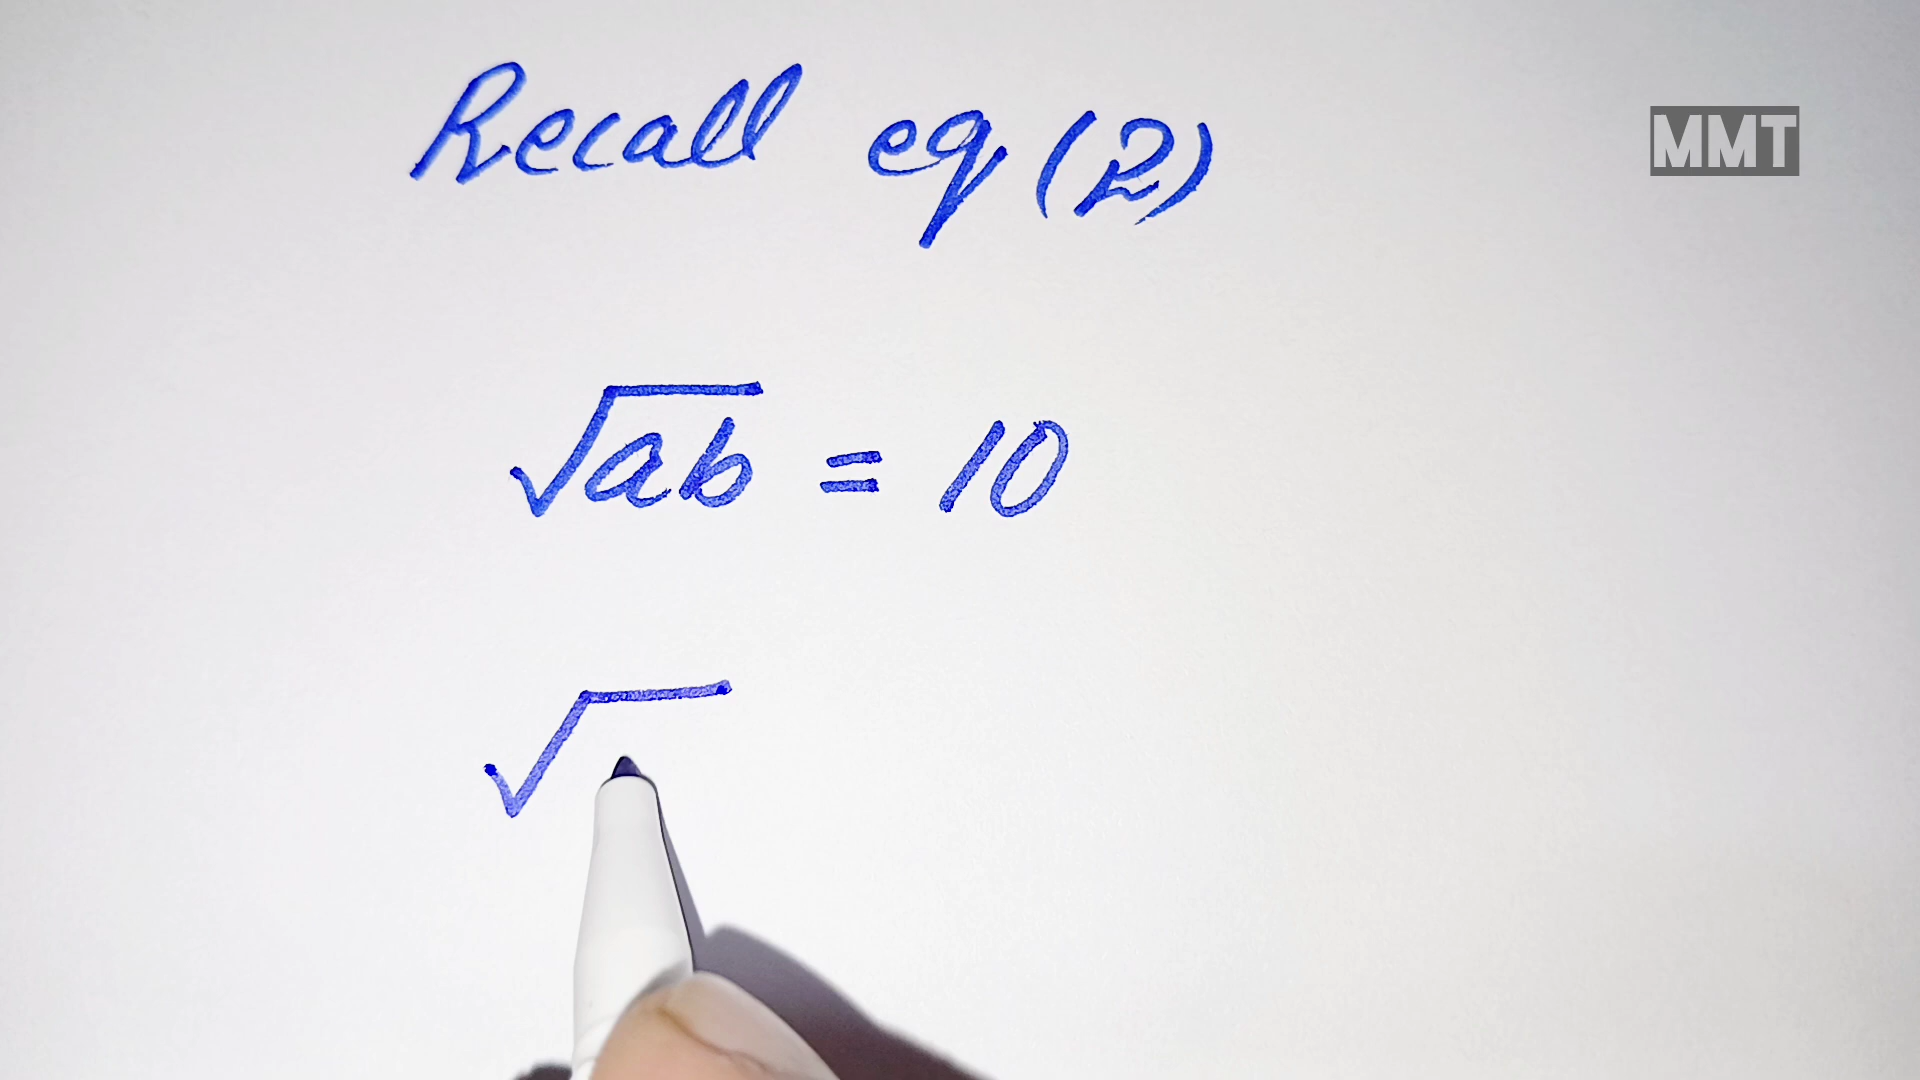 Recall eq (2)
MMT
√ab = 10
√